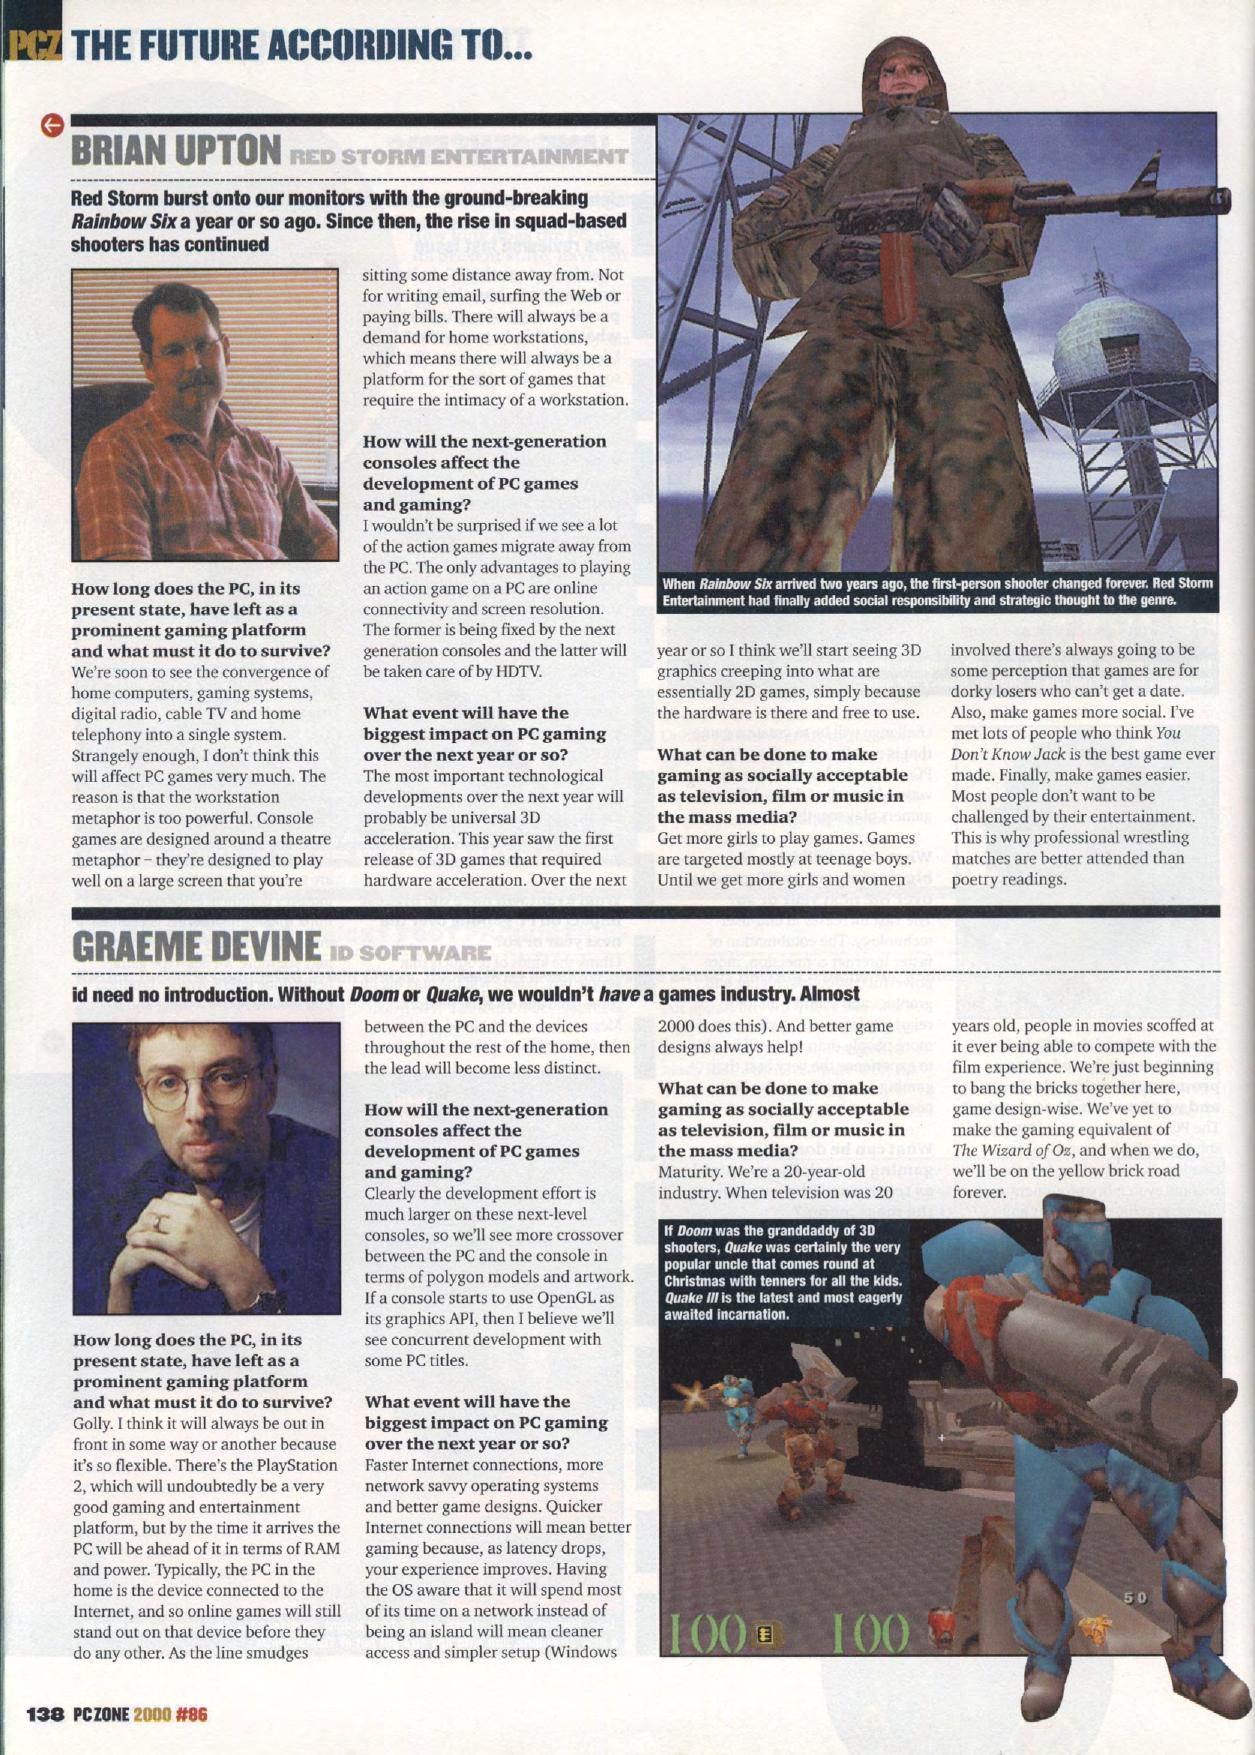 PCZ THE FUTURE ACCORDING TO...
BRIAN UPTON RED STORM ENTERTAINMENT
Red Storm burst onto our monitors with the ground-breaking
Rainbow Six a year or so ago. Since then, the rise in squad-based
shooters has continued
How long does the PC, in its
present state, have left as a
prominent gaming platform
and what must it do to survive?
We're soon to see the convergence of
home computers, gaming systems,
digital radio, cable TV and home
telephony into a single system.
Strangely enough, I don't think this
will affect PC games very much. The
reason is that the workstation
metaphor is too powerful. Console
games are designed around a theatre
metaphor – they're designed to play
well on a large screen that you're
sitting some distance away from. Not
for writing email, surfing the Web or
paying bills. There will always be a
demand for home workstations,
which means there will always be a
platform for the sort of games that
require the intimacy of a workstation.
How will the next-generation
consoles affect the
development of PC games
and gaming?
I wouldn't be surprised if we see a lot
of the action games migrate away from
the PC. The only advantages to playing
an action game on a PC are online
connectivity and screen resolution.
The former is being fixed by the next
generation consoles and the latter will
be taken care of by HDTV.
What event will have the
biggest impact on PC gaming
over the next year or so?
The most important technological
developments over the next year will
probably be universal 3D
acceleration. This year saw the first
release of 3D games that required
hardware acceleration. Over the next
When Rainbow Six arrived two years ago, the first-person shooter changed forever. Red Storm
Entertainment had finally added social responsibility and strategic thought to the genre.
year or so I think we'll start seeing 3D
graphics creeping into what are
essentially 2D games, simply because
the hardware is there and free to use.
What can be done to make
gaming as socially acceptable
as television, film or music in
the mass media?
Get more girls to play games. Games
are targeted mostly at teenage boys.
Until we get more girls and women
involved there's always going to be
some perception that games are for
dorky losers who can't get a date.
Also, make games more social. I've
met lots of people who think You
Don't Know Jack is the best game ever
made. Finally, make games easier.
Most people don't want to be
challenged by their entertainment.
This is why professional wrestling
matches are better attended than
poetry readings.
GRAEME DEVINE ID SOFTWARE
id need no introduction. Without Doom or Quake, we wouldn't have a games industry. Almost
How long does the PC, in its
present state, have left as a
prominent gaming platform
and what must it do to survive?
Golly. I think it will always be out in
front in some way or another because
it's so flexible. There's the PlayStation
2, which will undoubtedly be a very
good gaming and entertainment
platform, but by the time it arrives the
PC will be ahead of it in terms of RAM
and power. Typically, the PC in the
home is the device connected to the
Internet, and so online games will still
stand out on that device before they
do any other. As the line smudges
between the PC and the devices
throughout the rest of the home, then
the lead will become less distinct.
How will the next-generation
consoles affect the
development of PC games
and gaming?
Clearly the development effort is
much larger on these next-level
consoles, so we'll see more crossover
between the PC and the console in
terms of polygon models and artwork.
If a console starts to use OpenGL as
its graphics API, then I believe we'll
see concurrent development with
some PC titles.
What event will have the
biggest impact on PC gaming
over the next year or so?
Faster Internet connections, more
network savvy operating systems
and better game designs. Quicker
Internet connections will mean better
gaming because, as latency drops,
your experience improves. Having
the OS aware that it will spend most
of its time on a network instead of
being an island will mean cleaner
access and simpler setup (Windows
2000 does this). And better game
designs always help!
What can be done to make
gaming as socially acceptable
as television, film or music in
the mass media?
Maturity. We're a 20-year-old
industry. When television was 20
years old, people in movies scoffed at
it ever being able to compete with the
film experience. We're just beginning
to bang the bricks together here,
game design-wise. We've yet to
make the gaming equivalent of
The Wizard of Oz, and when we do,
we'll be on the yellow brick road
forever.
If Doom was the granddaddy of 3D
shooters, Quake was certainly the very
popular uncle that comes round at
Christmas with tenners for all the kids.
Quake III is the latest and most eagerly
awaited incarnation.
50
100 100
138 PCZONE 2000 #86